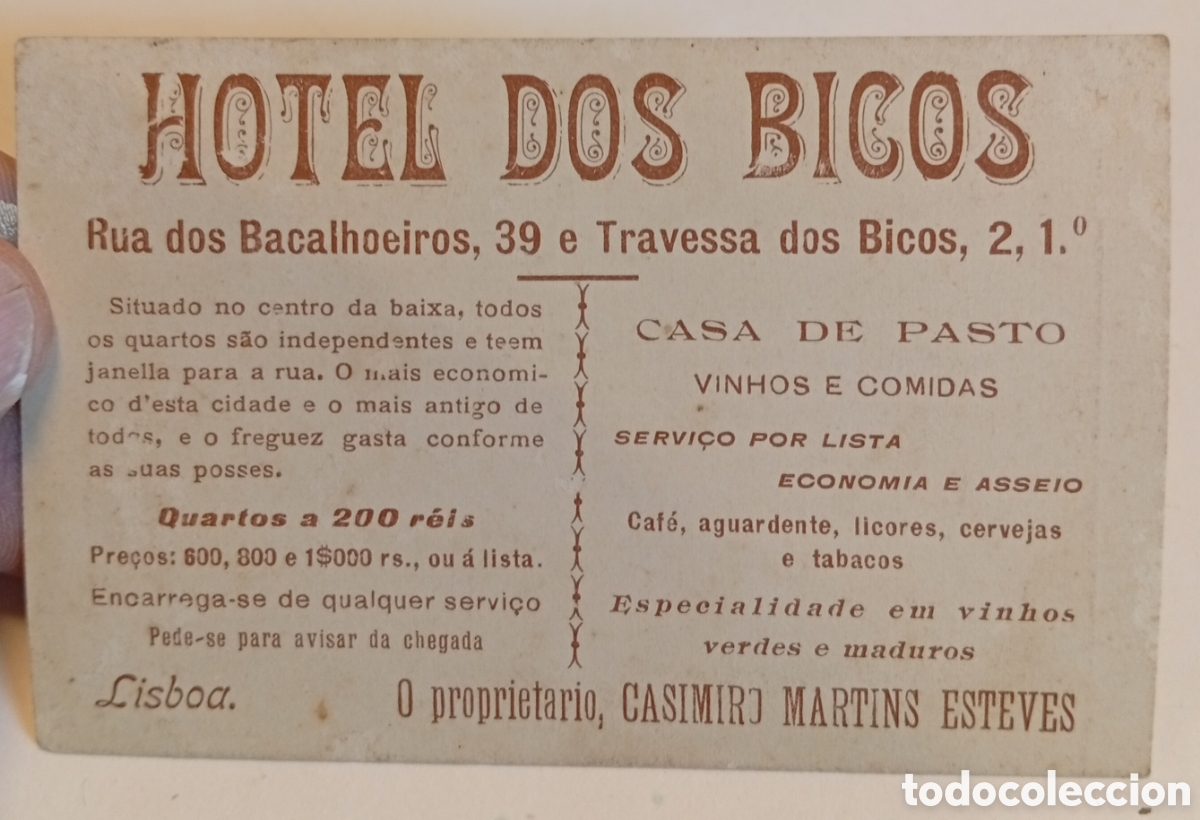 HOTEL DOS BICOS
Rua dos Bacalhoeiros, 39 e Travessa dos Bicos, 2, 1.º
Situado no centro da baixa, todos
os quartos são independentes e teem
janella para a rua. O mais economi-
co d'esta cidade e o mais antigo de
todos, e o freguez gasta conforme
as suas posses.
Quartos a 200 réis
Preços: 600, 800 e 1$000 rs., ou á lista.
Encarrega-se de qualquer serviço
Pede-se para avisar da chegada
CASA DE PASTO
VINHOS E COMIDAS
SERVIÇO POR LISTA
ECONOMIA E ASSEIO
Café, aguardente, licores, cervejas
e tabacos
Especialidade em vinhos
verdes e maduros
Lisboa.
O proprietario, CASIMIRO MARTINS ESTEVES
todocoleccion